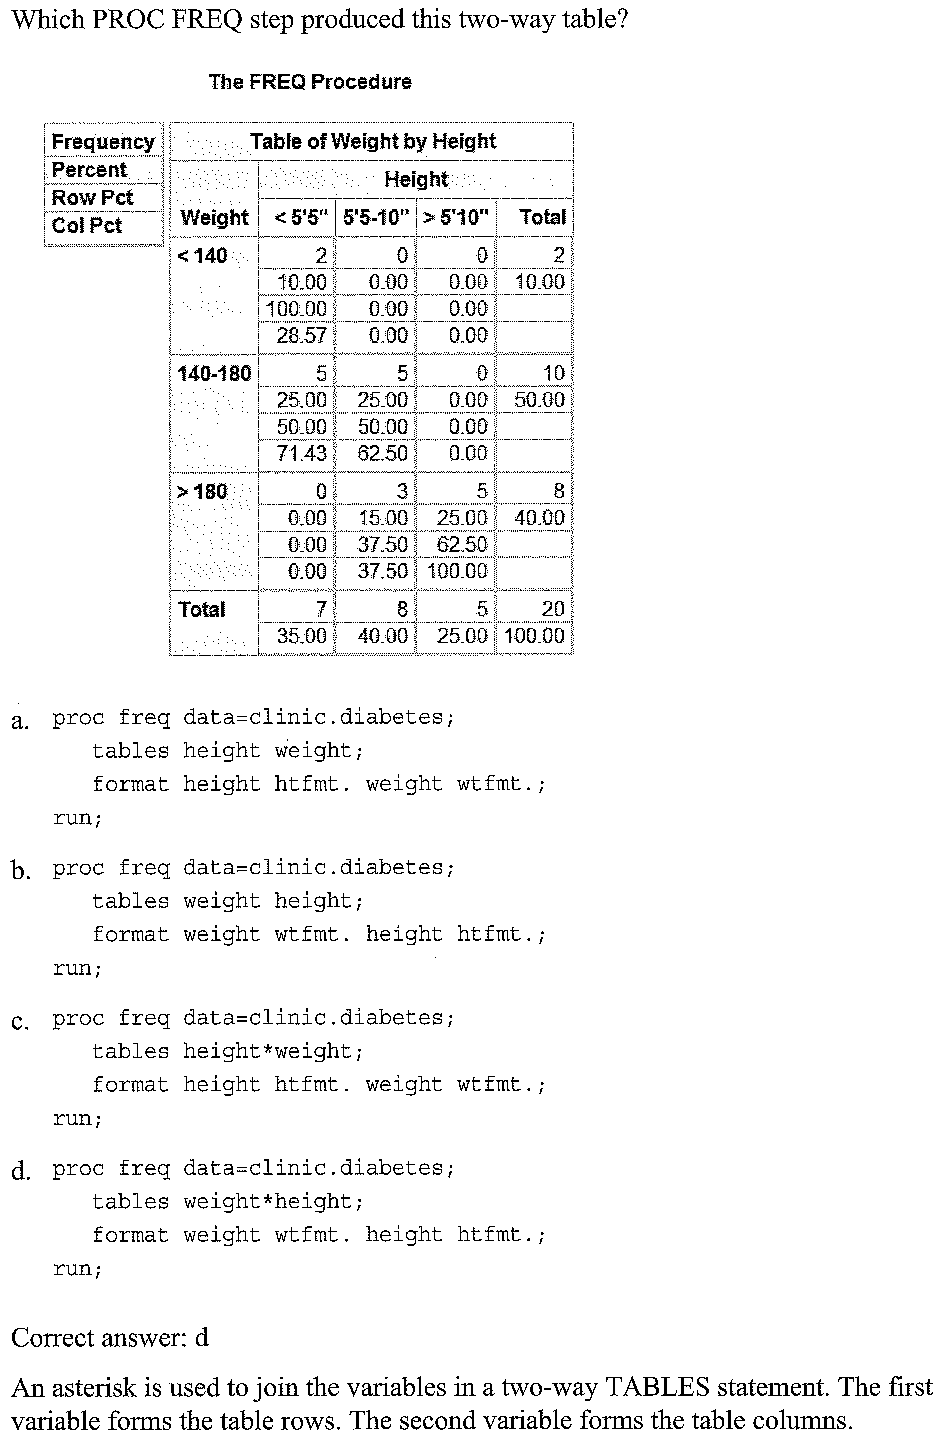 Which PROC FREQ step produced this two-way table?
The FREQ Procedure
Frequency
Percent
Row Pct
Col Pct
Table of Weight by Height
Height
Weight < 5'5" 5'5-10" > 5'10" Total
< 140 2 0 0 2
10.00 0.00 0.00 10.00
100.00 0.00 0.00
28.57 0.00 0.00
140-180 5 5 0 10
25.00 25.00 0.00 50.00
50.00 50.00 0.00
71.43 62.50 0.00
> 180 0 3 5 8
0.00 15.00 25.00 40.00
0.00 37.50 62.50
0.00 37.50 100.00
Total 7 8 5 20
35.00 40.00 25.00 100.00
a. proc freq data=clinic.diabetes;
tables height weight;
format height htfmt. weight wtfmt.;
run;
b. proc freq data=clinic.diabetes;
tables weight height;
format weight wtfmt. height htfmt.;
run;
c. proc freq data=clinic.diabetes;
tables height*weight;
format height htfmt. weight wtfmt.;
run;
d. proc freq data=clinic.diabetes;
tables weight*height;
format weight wtfmt. height htfmt.;
run;
Correct answer: d
An asterisk is used to join the variables in a two-way TABLES statement. The first
variable forms the table rows. The second variable forms the table columns.